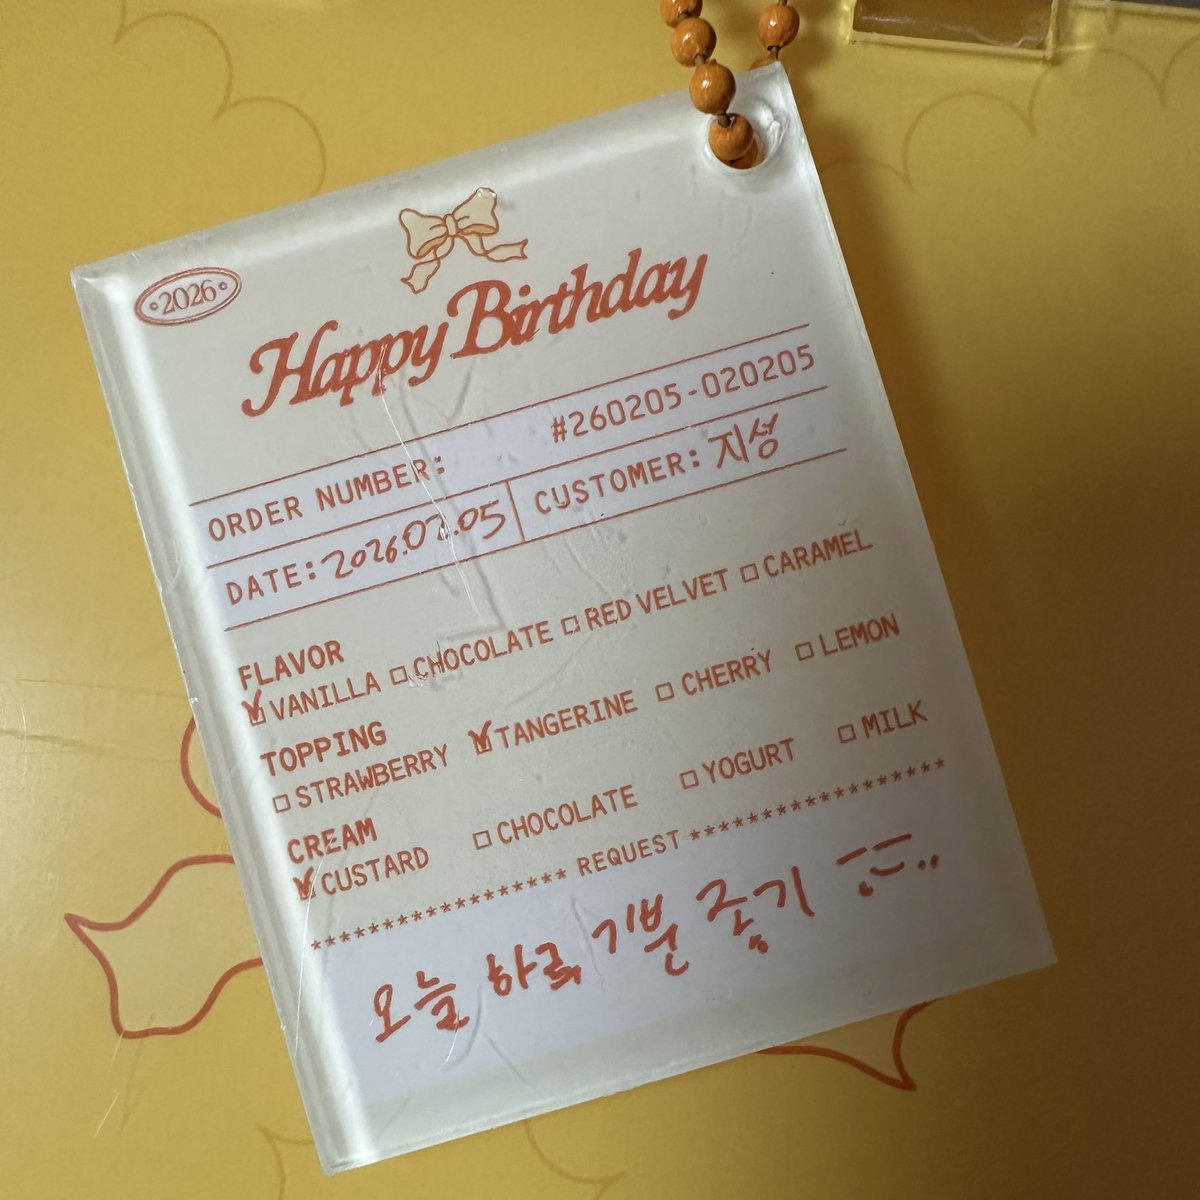 2026
Happy Birthday
ORDER NUMBER: #260205-020205
DATE: 2026.02.05 CUSTOMER: 지성
FLAVOR
VANILLA CHOCOLATE RED VELVET CARAMEL
TOPPING
STRAWBERRY TANGERINE CHERRY LEMON
CREAM
CUSTARD CHOCOLATE YOGURT MILK
****************** REQUEST ******************
오늘 하루 기분 좋기